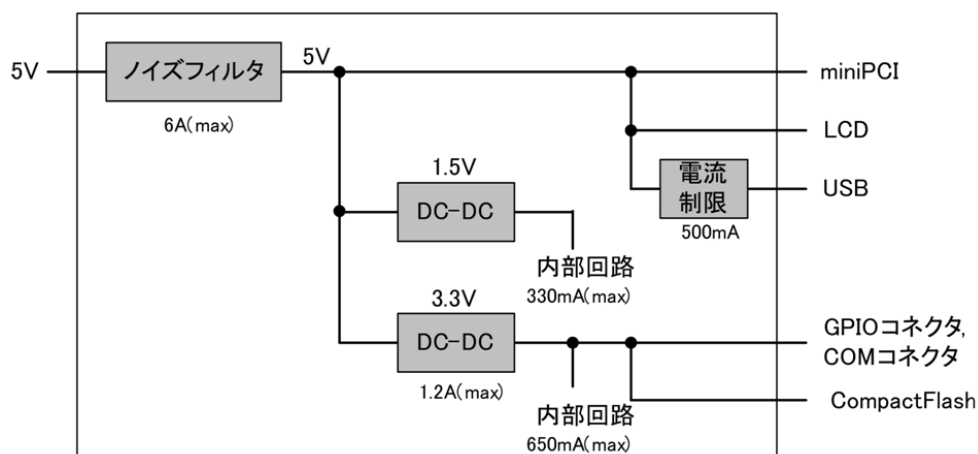 5V
ノイズフィルタ
6A(max)
5V
miniPCI
LCD
電流
制限
500mA
USB
1.5V
DC-DC
内部回路
330mA(max)
3.3V
DC-DC
1.2A(max)
内部回路
650mA(max)
GPIOコネクタ,
COMコネクタ
CompactFlash